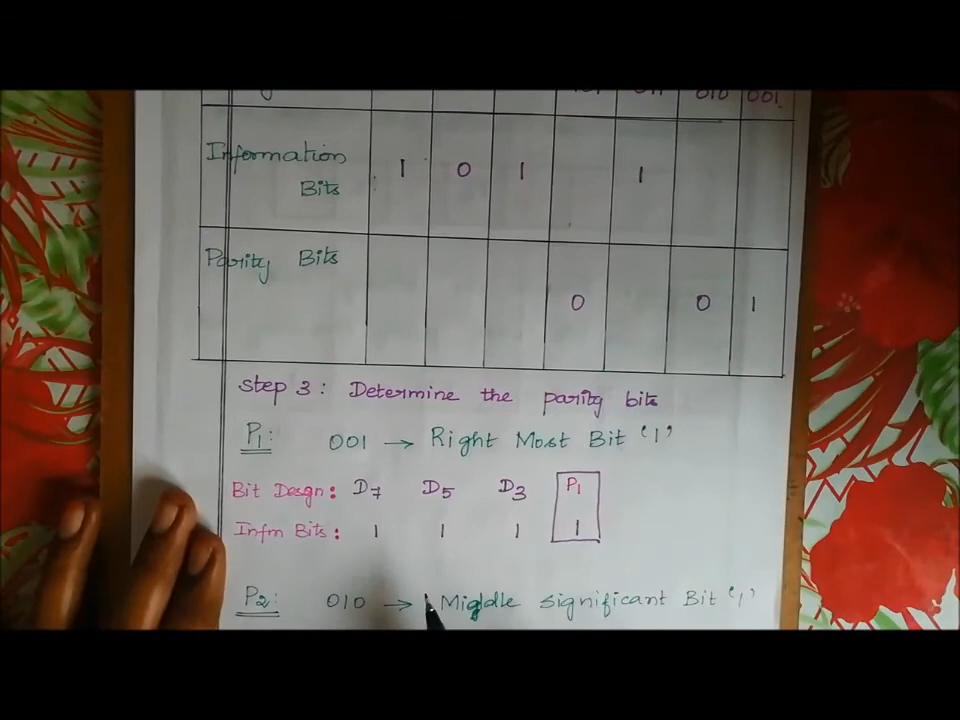 010 001
Information 1 0 1 1
Bits
Parity Bits
0 0 1
Step 3: Determine the parity bits
P1: 001 → Right Most Bit '1'
Bit Desgn: D7 D5 D3 P1
Infm Bits: 1 1 1 1
P2: 010 → Middle significant Bit '1'